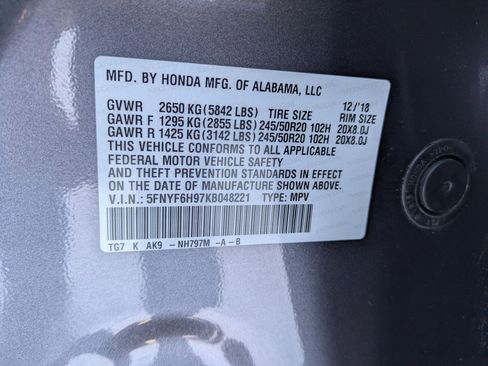 MFD. BY HONDA MFG. OF ALABAMA, LLC
GVWR 2650 KG (5842 LBS) TIRE SIZE 12/'18 RIM SIZE
GAWR F 1295 KG (2855 LBS) 245/50R20 102H 20X8.0J
GAWR R 1425 KG (3142 LBS) 245/50R20 102H 20X8.0J
THIS VEHICLE CONFORMS TO ALL APPLICABLE
FEDERAL MOTOR VEHICLE SAFETY
AND THEFT PREVENTION STANDARDS IN EFFECT ON THE
DATE OF MANUFACTURE SHOWN ABOVE.
V.I.N.: 5FNYF6H97KB048221 TYPE: MPV
TG7 K AK9 -NH797M -A-B